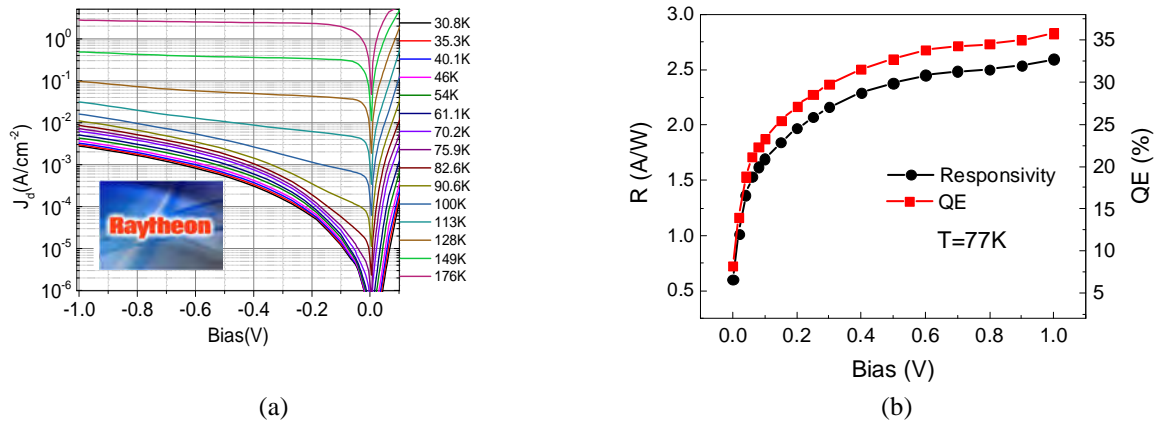 10^0
10^-1
10^-2
10^-3
10^-4
10^-5
10^-6
J_d(A/cm^-2)
-1.0 -0.8 -0.6 -0.4 -0.2 0.0
Bias(V)
Raytheon
30.8K
35.3K
40.1K
46K
54K
61.1K
70.2K
75.9K
82.6K
90.6K
100K
113K
128K
149K
176K
(a)
3.0
2.5
2.0
1.5
1.0
0.5
R (A/W)
Responsivity
QE
T=77K
35
30
25
20
15
10
5
QE (%)
0.0 0.2 0.4 0.6 0.8 1.0
Bias (V)
(b)